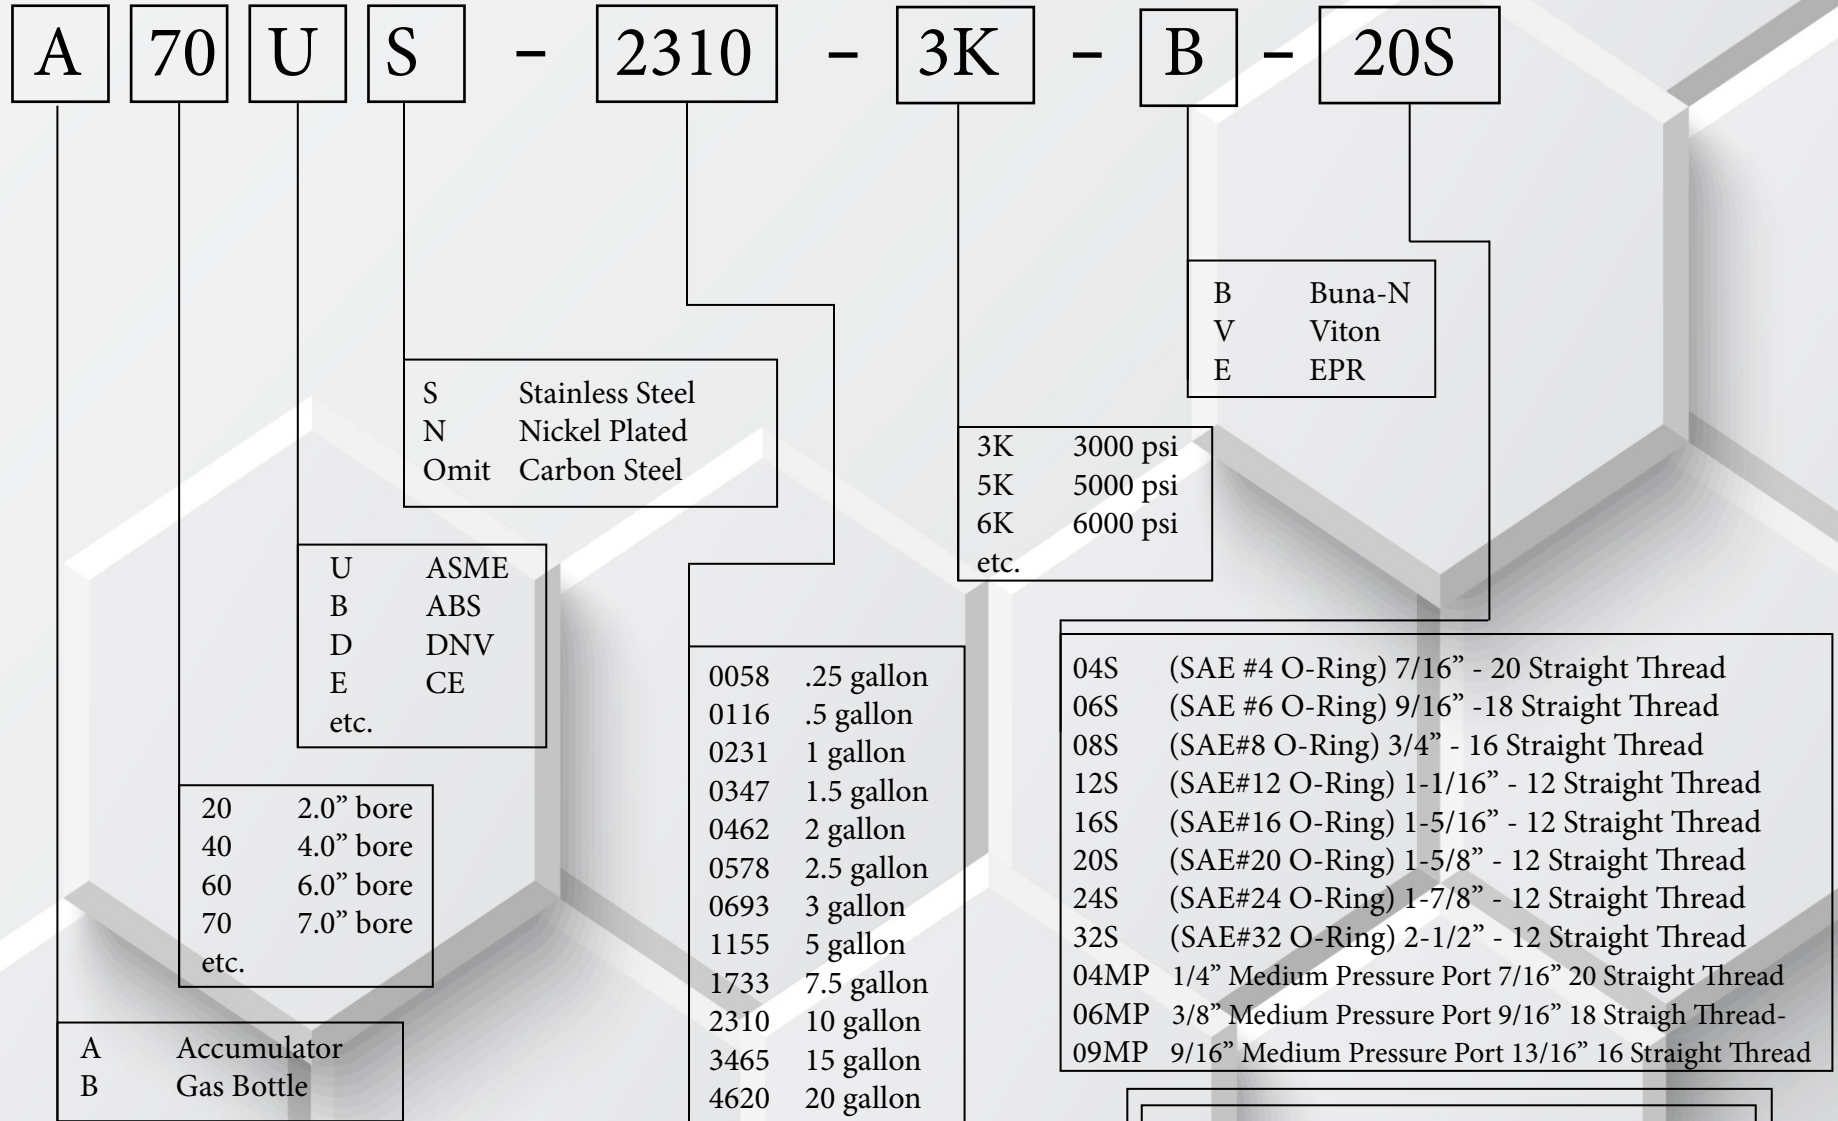 A 70 U S - 2310 - 3K - B - 20S
B Buna-N
V Viton
E EPR
S Stainless Steel
N Nickel Plated
Omit Carbon Steel
3K 3000 psi
5K 5000 psi
6K 6000 psi
etc.
U ASME
B ABS
D DNV
E CE
etc.
0058 .25 gallon
0116 .5 gallon
0231 1 gallon
0347 1.5 gallon
0462 2 gallon
0578 2.5 gallon
0693 3 gallon
1155 5 gallon
1733 7.5 gallon
2310 10 gallon
3465 15 gallon
4620 20 gallon
04S (SAE #4 O-Ring) 7/16” - 20 Straight Thread
06S (SAE #6 O-Ring) 9/16” -18 Straight Thread
08S (SAE#8 O-Ring) 3/4” - 16 Straight Thread
12S (SAE#12 O-Ring) 1-1/16” - 12 Straight Thread
16S (SAE#16 O-Ring) 1-5/16” - 12 Straight Thread
20S (SAE#20 O-Ring) 1-5/8” - 12 Straight Thread
24S (SAE#24 O-Ring) 1-7/8” - 12 Straight Thread
32S (SAE#32 O-Ring) 2-1/2” - 12 Straight Thread
04MP 1/4” Medium Pressure Port 7/16” 20 Straight Thread
06MP 3/8” Medium Pressure Port 9/16” 18 Straigh Thread-
09MP 9/16” Medium Pressure Port 13/16” 16 Straight Thread
20 2.0” bore
40 4.0” bore
60 6.0” bore
70 7.0” bore
etc.
A Accumulator
B Gas Bottle